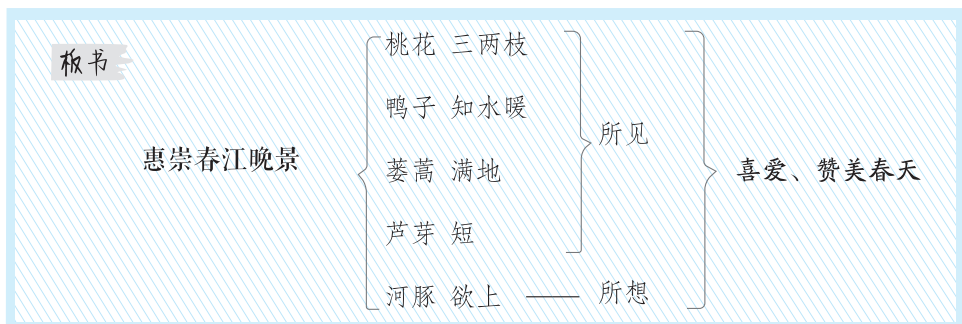 板书
惠崇春江晚景
桃花 三两枝
鸭子 知水暖
蒌蒿 满地
芦芽 短
河豚 欲上 —— 所想
所见
喜爱、赞美春天